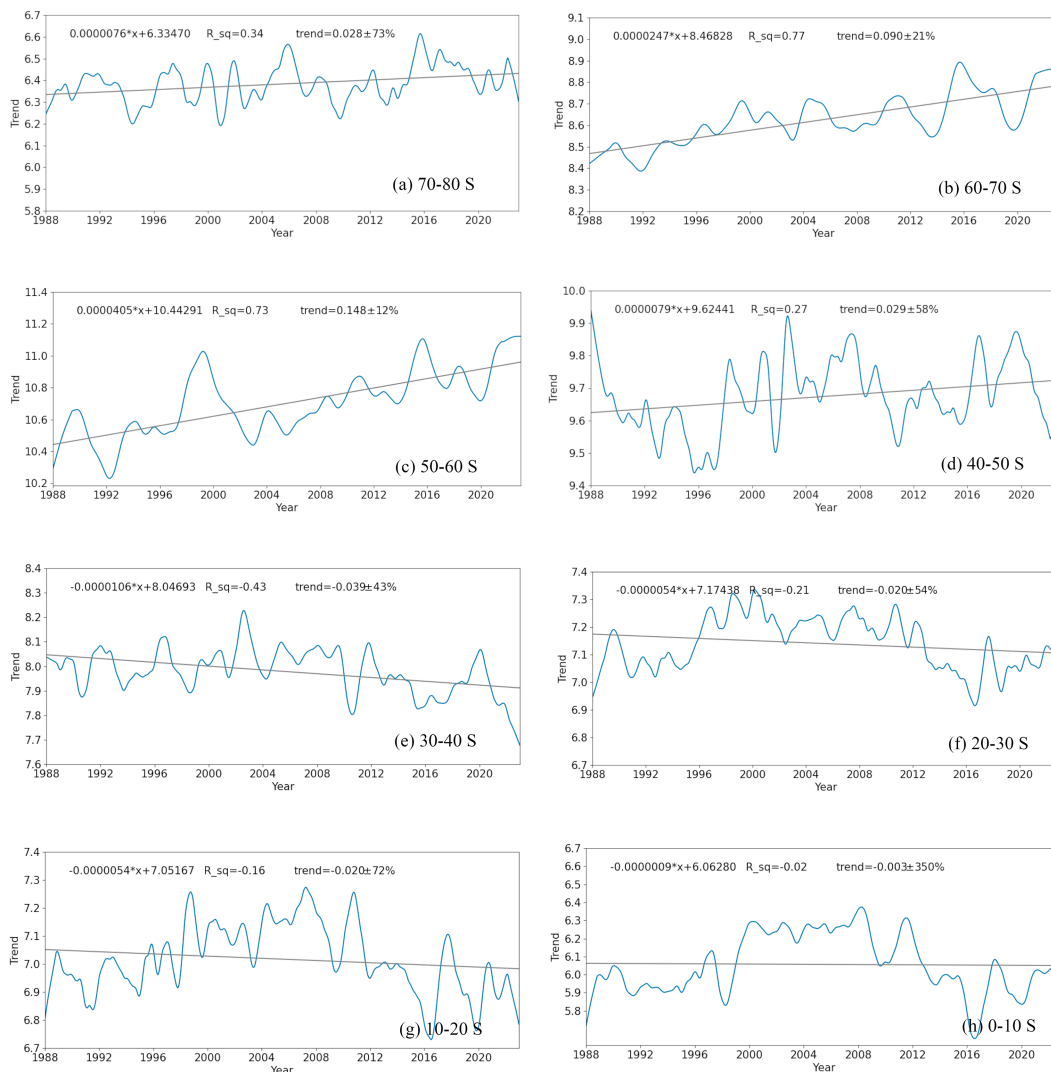 0.0000076*x+6.33470 R_sq=0.34 trend=0.028±73%
6.7
6.6
6.5
6.4
6.3
6.2
6.1
6.0
5.9
5.8
Trend
(a) 70-80 S
1988 1992 1996 2000 2004 2008 2012 2016 2020
Year
0.0000247*x+8.46828 R_sq=0.77 trend=0.090±21%
9.1
9.0
8.9
8.8
8.7
8.6
8.5
8.4
8.3
8.2
Trend
(b) 60-70 S
1988 1992 1996 2000 2004 2008 2012 2016 2020
Year
0.0000405*x+10.44291 R_sq=0.73 trend=0.148±12%
11.4
11.2
11.0
10.8
10.6
10.4
10.2
Trend
(c) 50-60 S
1988 1992 1996 2000 2004 2008 2012 2016 2020
Year
0.0000079*x+9.62441 R_sq=0.27 trend=0.029±58%
10.0
9.9
9.8
9.7
9.6
9.5
9.4
Trend
(d) 40-50 S
1988 1992 1996 2000 2004 2008 2012 2016 2020
Year
-0.0000106*x+8.04693 R_sq=-0.43 trend=-0.039±43%
8.4
8.3
8.2
8.1
8.0
7.9
7.8
7.7
7.6
Trend
(e) 30-40 S
1988 1992 1996 2000 2004 2008 2012 2016 2020
Year
-0.0000054*x+7.17438 R_sq=-0.21 trend=-0.020±54%
7.4
7.3
7.2
7.1
7.0
6.9
6.8
6.7
Trend
(f) 20-30 S
1988 1992 1996 2000 2004 2008 2012 2016 2020
Year
-0.0000054*x+7.05167 R_sq=-0.16 trend=-0.020±72%
7.4
7.3
7.2
7.1
7.0
6.9
6.8
6.7
Trend
(g) 10-20 S
1988 1992 1996 2000 2004 2008 2012 2016 2020
Year
-0.0000009*x+6.06280 R_sq=-0.02 trend=-0.003±350%
6.7
6.6
6.5
6.4
6.3
6.2
6.1
6.0
5.9
5.8
Trend
(h) 0-10 S
1988 1992 1996 2000 2004 2008 2012 2016 2020
Year